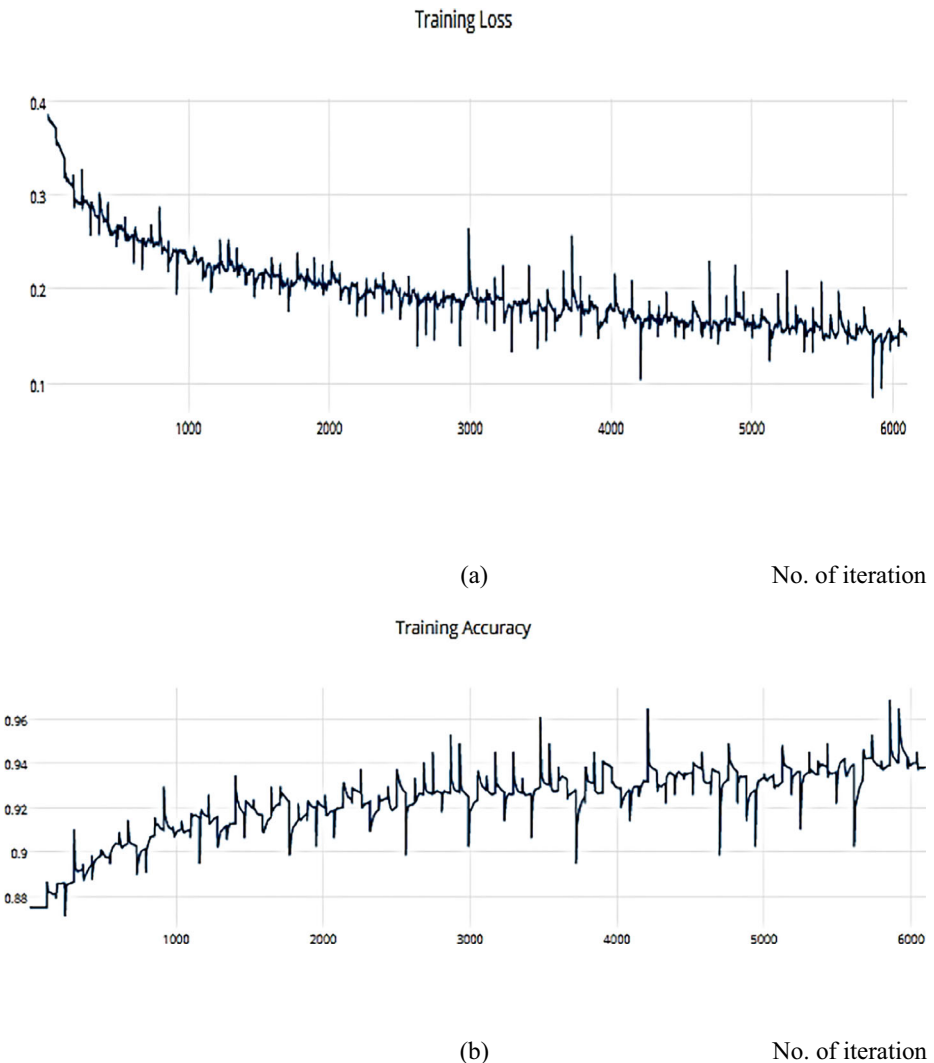 Training Loss
0.4
0.3
0.2
0.1
1000 2000 3000 4000 5000 6000
(a) No. of iteration
Training Accuracy
0.96
0.94
0.92
0.9
0.88
1000 2000 3000 4000 5000 6000
(b) No. of iteration